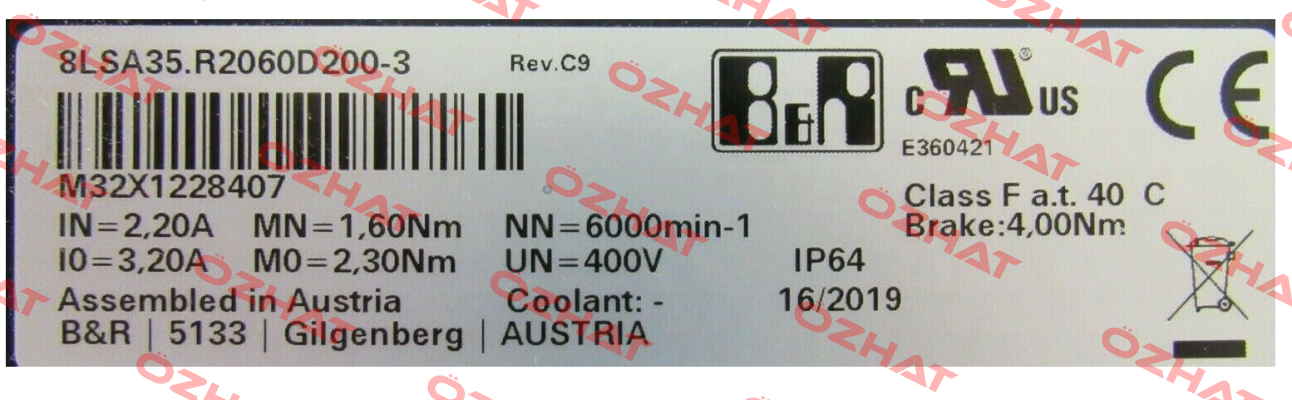 8LSA35.R2060D200-3 Rev.C9
B&R
C RU ® US
CE
E360421
M32X1228407
Class F a.t. 40 C
IN=2,20A MN=1,60Nm NN=6000min-1 Brake:4,00Nm
I0=3,20A M0=2,30Nm UN=400V IP64
Assembled in Austria Coolant: - 16/2019
B&R | 5133 | Gilgenberg | AUSTRIA
ÖZHAT